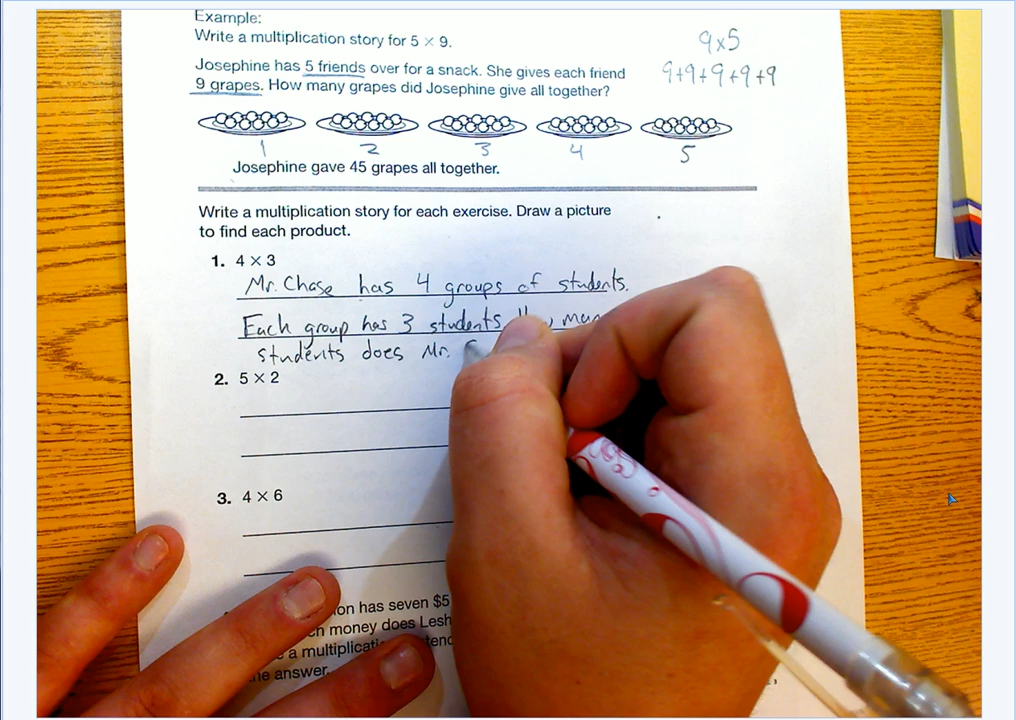 Example:
Write a multiplication story for 5 × 9.
9x5
Josephine has 5 friends over for a snack. She gives each friend
9+9+9+9+9
9 grapes. How many grapes did Josephine give all together?
1 2 3 4 5
Josephine gave 45 grapes all together.
Write a multiplication story for each exercise. Draw a picture
to find each product.
1. 4 × 3
Mr. Chase has 4 groups of students.
Each group has 3 students
students does Mr.
2. 5 × 2
3. 4 × 6
has seven $5
money does
a
answer.